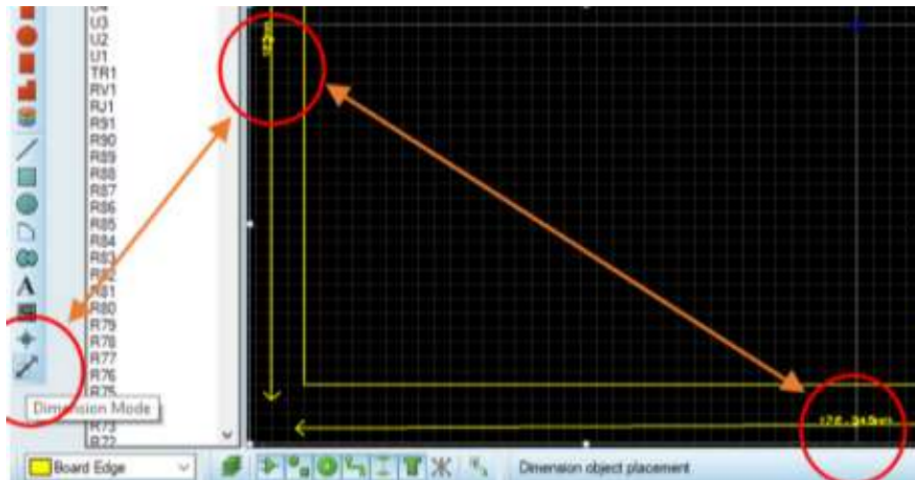 U3
U2
U1
TR1
RV1
RJ1
R91
R90
R89
R88
R87
R86
R85
R84
R83
R82
R81
R80
R79
R78
R77
R76
R75
Dimension Mode
R73
R72
Board Edge
Dimension object placement